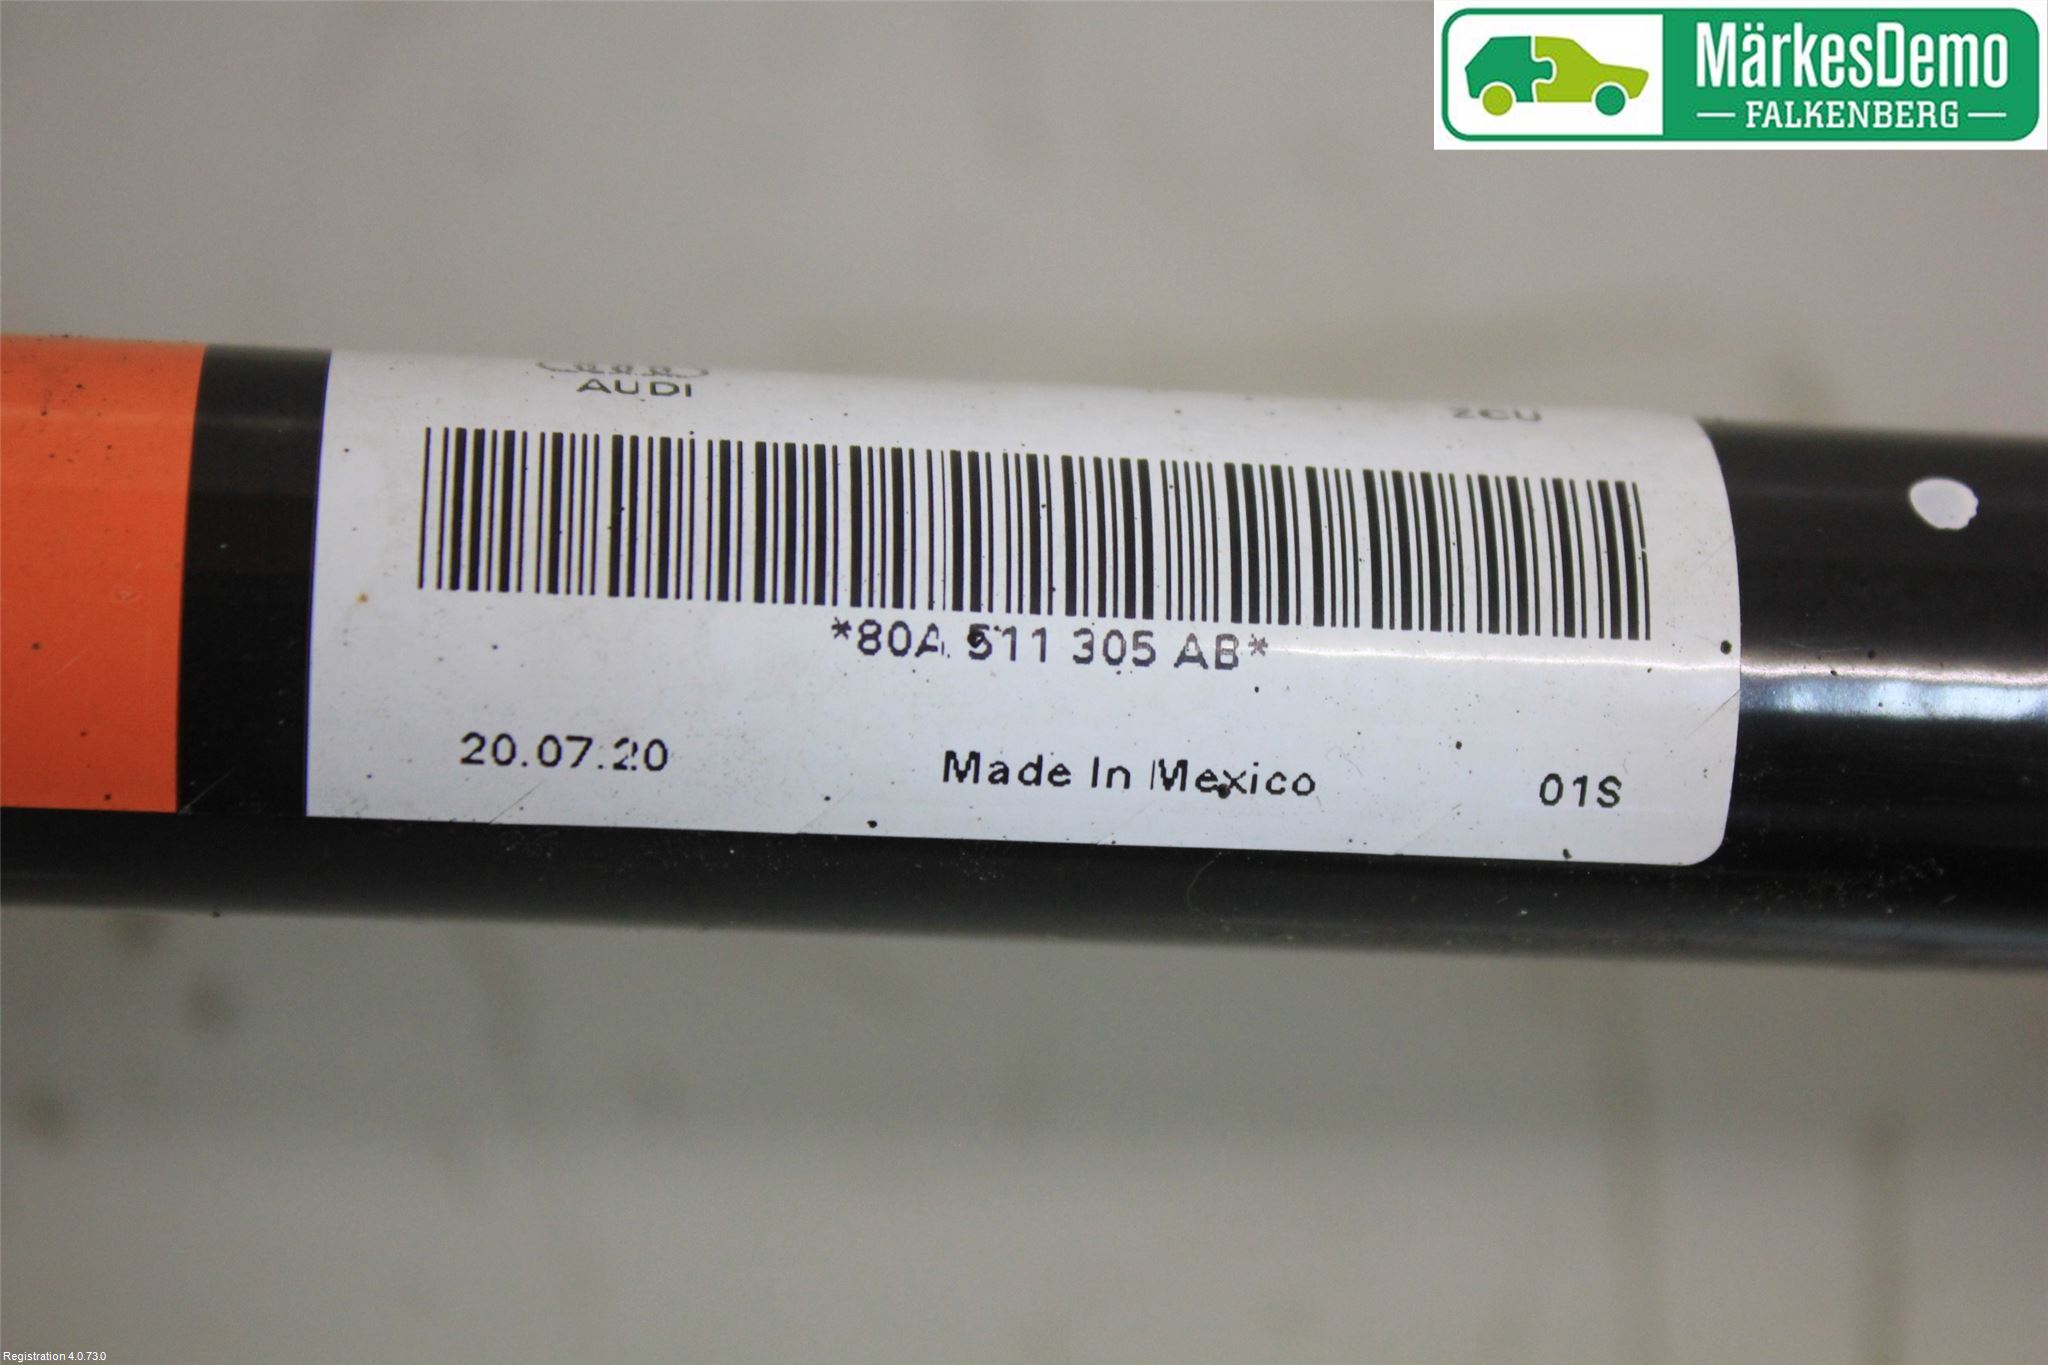 MärkesDemo
FALKENBERG
AUDI
ZCU
*80A 511 305 AB*
20.07.20
Made In Mexico
01S
Registration 4.0.73.0